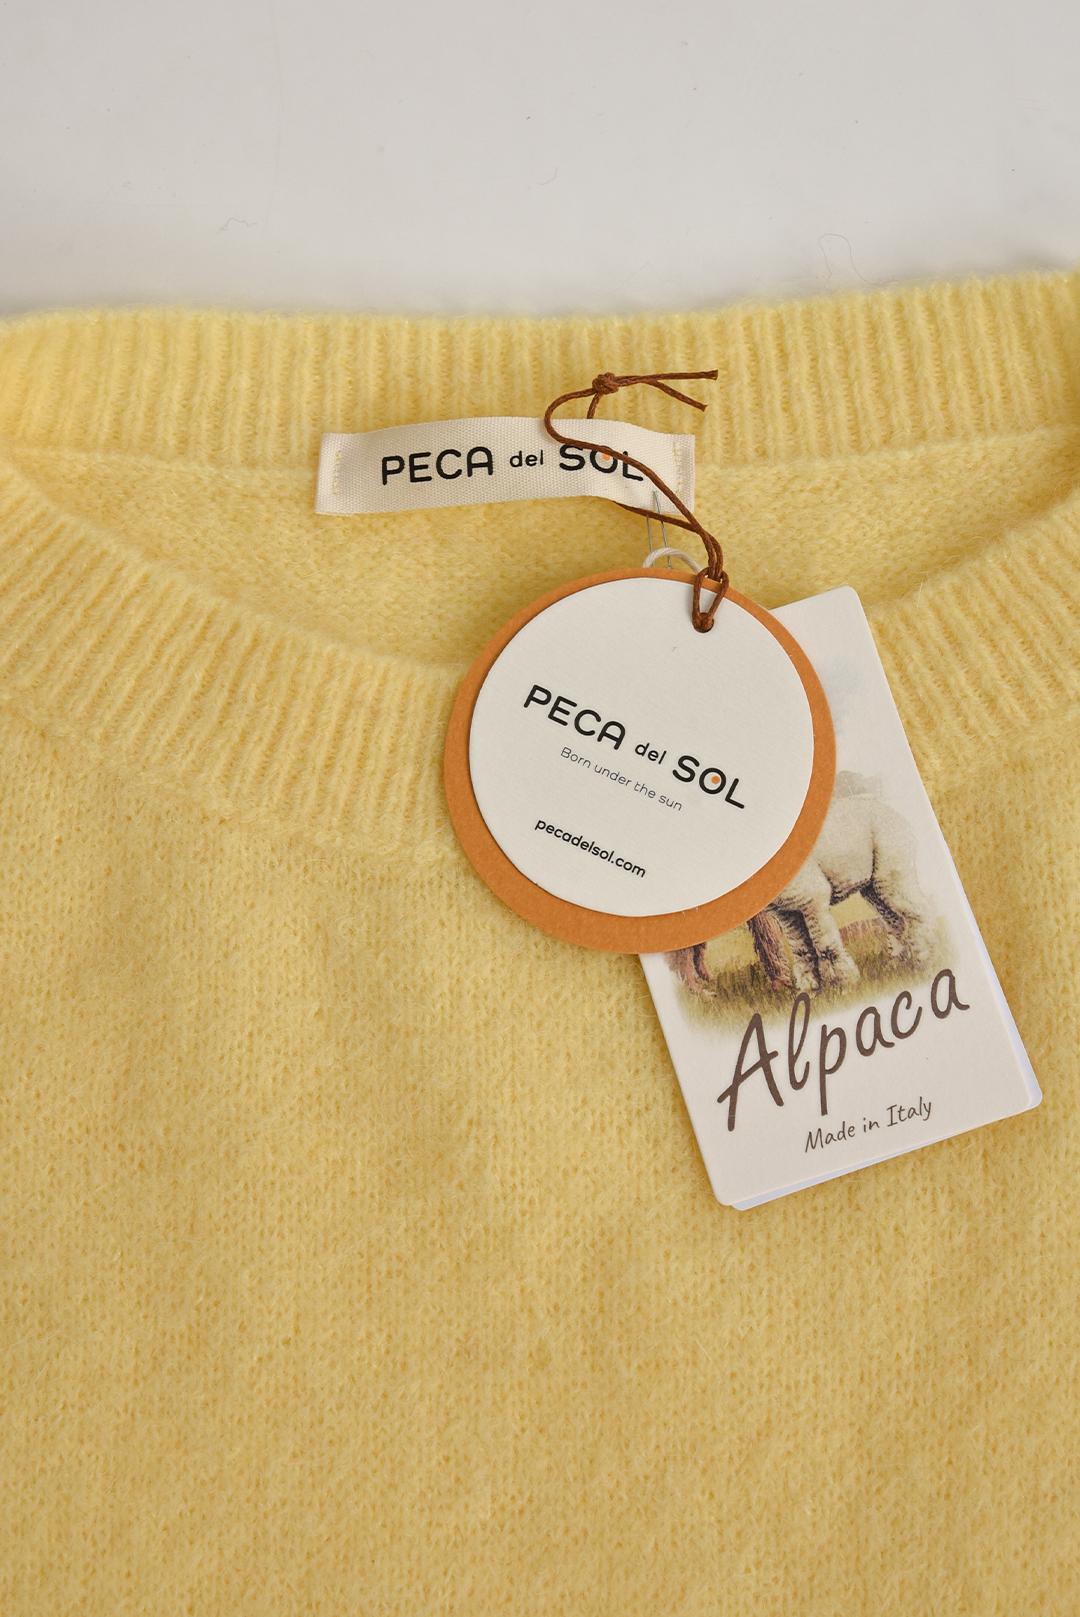 PECA del SOL
PECA del SOL
Born under the sun
pecadelsol.com
Alpaca
Made in Italy